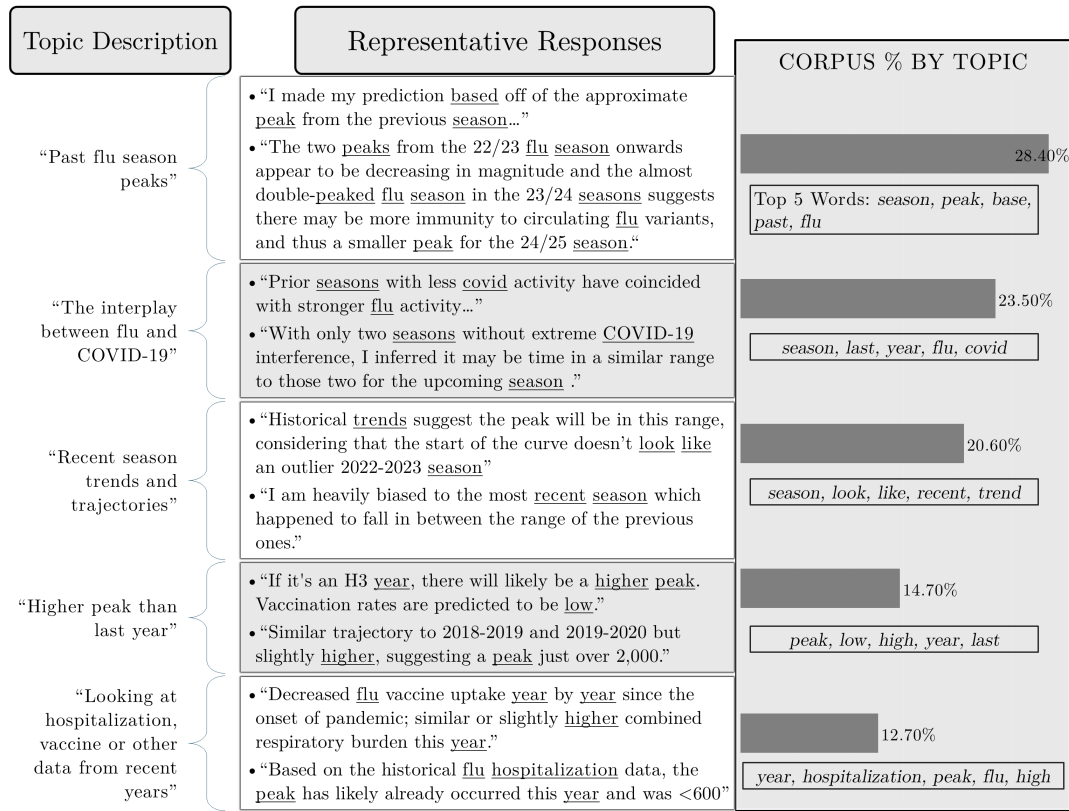 Topic Description
Representative Responses
CORPUS % BY TOPIC
“Past flu season
peaks”
• “I made my prediction based off of the approximate
peak from the previous season…”
• “The two peaks from the 22/23 flu season onwards
appear to be decreasing in magnitude and the almost
double-peaked flu season in the 23/24 seasons suggests
there may be more immunity to circulating flu variants,
and thus a smaller peak for the 24/25 season.“
28.40%
Top 5 Words: season, peak, base,
past, flu
“The interplay
between flu and
COVID-19”
• “Prior seasons with less covid activity have coincided
with stronger flu activity…”
• “With only two seasons without extreme COVID-19
interference, I inferred it may be time in a similar range
to those two for the upcoming season .”
23.50%
season, last, year, flu, covid
“Recent season
trends and
trajectories”
• “Historical trends suggest the peak will be in this range,
considering that the start of the curve doesn’t look like
an outlier 2022-2023 season”
• “I am heavily biased to the most recent season which
happened to fall in between the range of the previous
ones.”
20.60%
season, look, like, recent, trend
“Higher peak than
last year”
• “If it's an H3 year, there will likely be a higher peak.
Vaccination rates are predicted to be low.”
• “Similar trajectory to 2018-2019 and 2019-2020 but
slightly higher, suggesting a peak just over 2,000.”
14.70%
peak, low, high, year, last
“Looking at
hospitalization,
vaccine or other
data from recent
years”
• “Decreased flu vaccine uptake year by year since the
onset of pandemic; similar or slightly higher combined
respiratory burden this year.”
• “Based on the historical flu hospitalization data, the
peak has likely already occurred this year and was <600”
12.70%
year, hospitalization, peak, flu, high